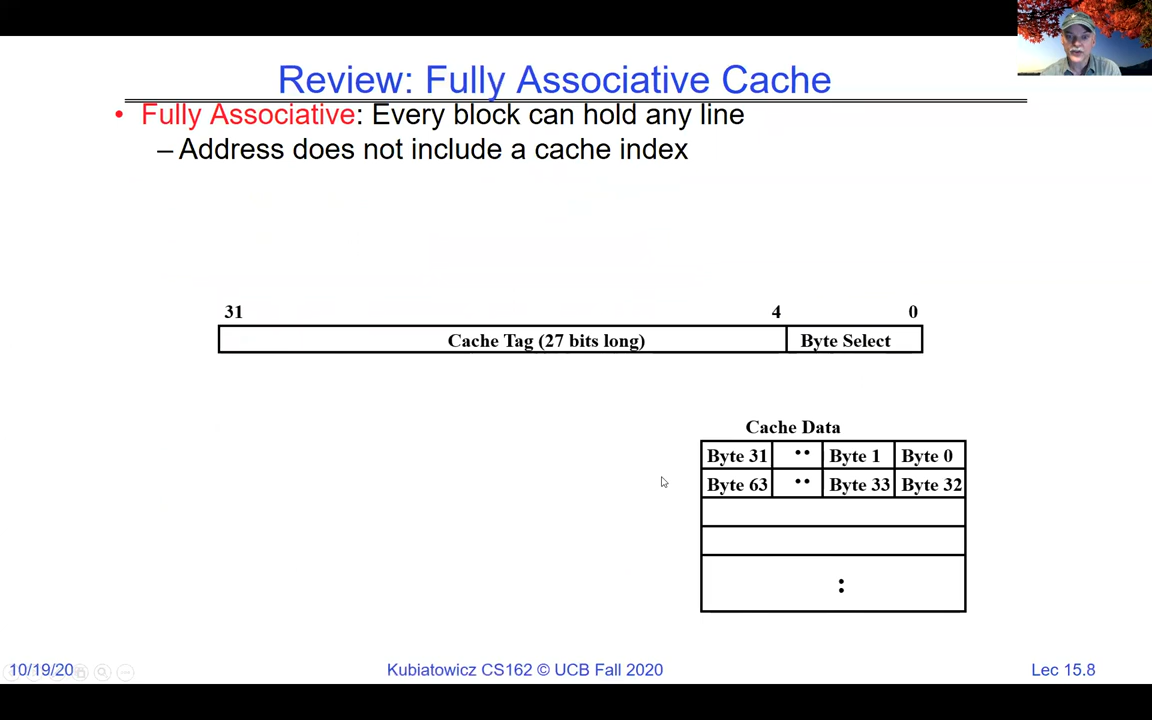 Review: Fully Associative Cache
• Fully Associative: Every block can hold any line
– Address does not include a cache index
31 4 0
Cache Tag (27 bits long) Byte Select
Cache Data
Byte 31 •• Byte 1 Byte 0
Byte 63 •• Byte 33 Byte 32
:
10/19/20 Kubiatowicz CS162 © UCB Fall 2020 Lec 15.8